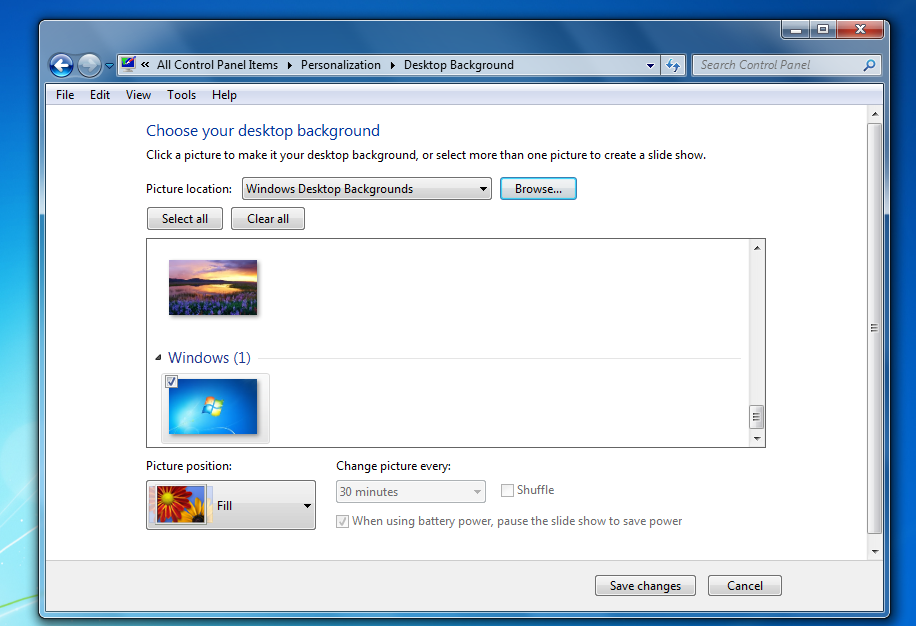 « All Control Panel Items Personalization Desktop Background
Search Control Panel
File Edit View Tools Help
Choose your desktop background
Click a picture to make it your desktop background, or select more than one picture to create a slide show.
Picture location: Windows Desktop Backgrounds Browse...
Select all Clear all
Windows (1)
Picture position: Change picture every:
Fill 30 minutes Shuffle
When using battery power, pause the slide show to save power
Save changes Cancel